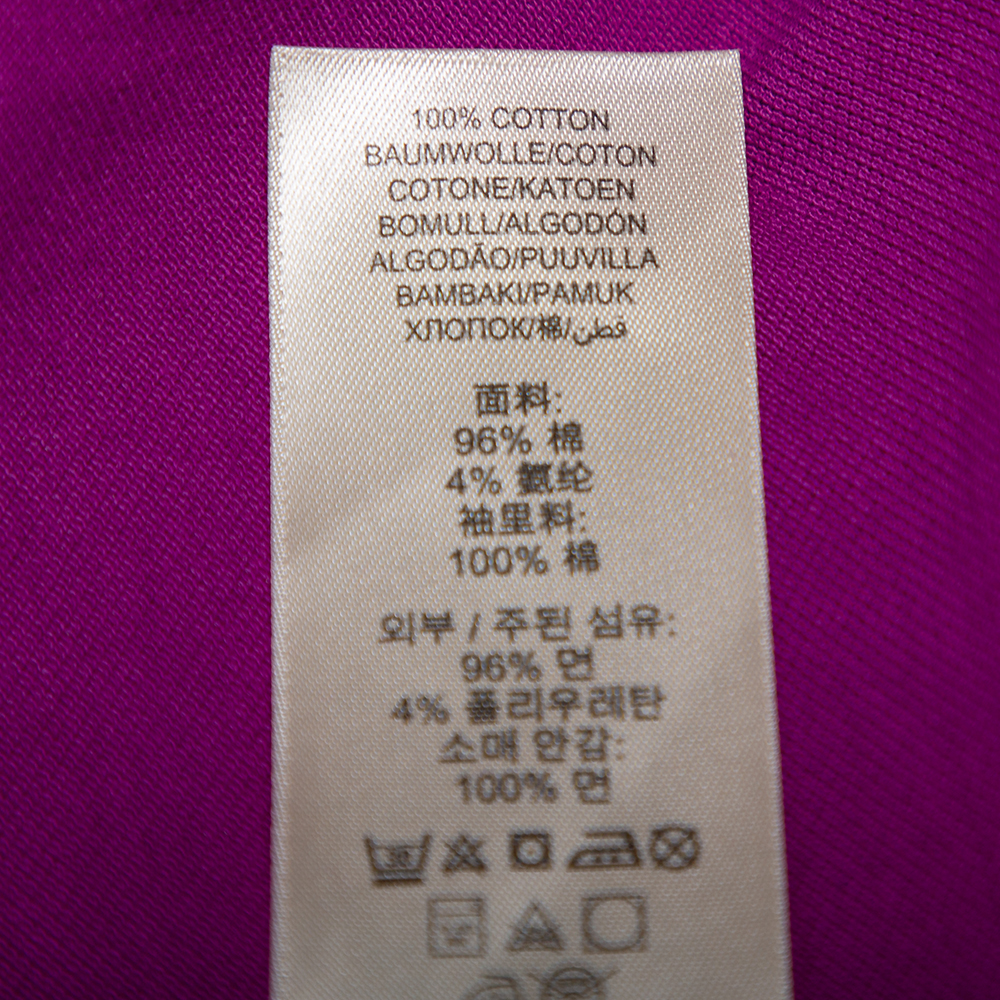 100% COTTON
BAUMWOLLE/COTON
COTONE/KATOEN
BOMULL/ALGODÓN
ALGODÃO/PUUVILLA
BAMBAKI/PAMUK
ХЛОПОК/棉/قطن
面料:
96% 棉
4% 氨纶
袖里料:
100% 棉
외부 / 주된 섬유:
96% 면
4% 폴리우레탄
소매 안감:
100% 면
30